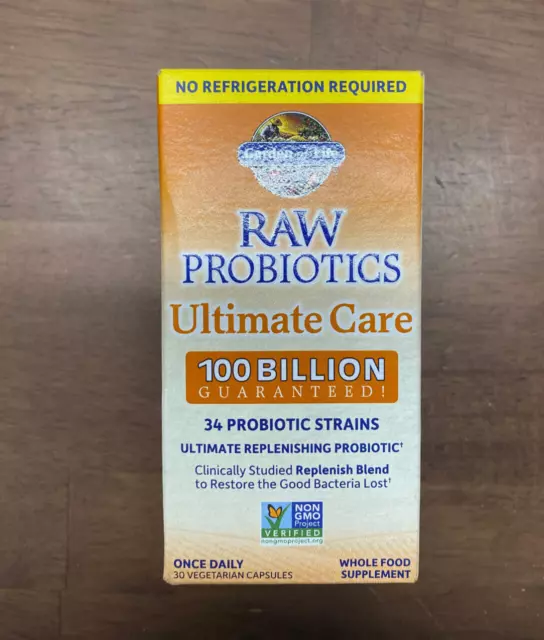 NO REFRIGERATION REQUIRED
Garden of Life
RAW
PROBIOTICS
Ultimate Care
100 BILLION
GUARANTEED!
34 PROBIOTIC STRAINS
ULTIMATE REPLENISHING PROBIOTIC†
Clinically Studied Replenish Blend
to Restore the Good Bacteria Lost†
NON
GMO
Project
VERIFIED
nongmoproject.org
ONCE DAILY
30 VEGETARIAN CAPSULES
WHOLE FOOD
SUPPLEMENT